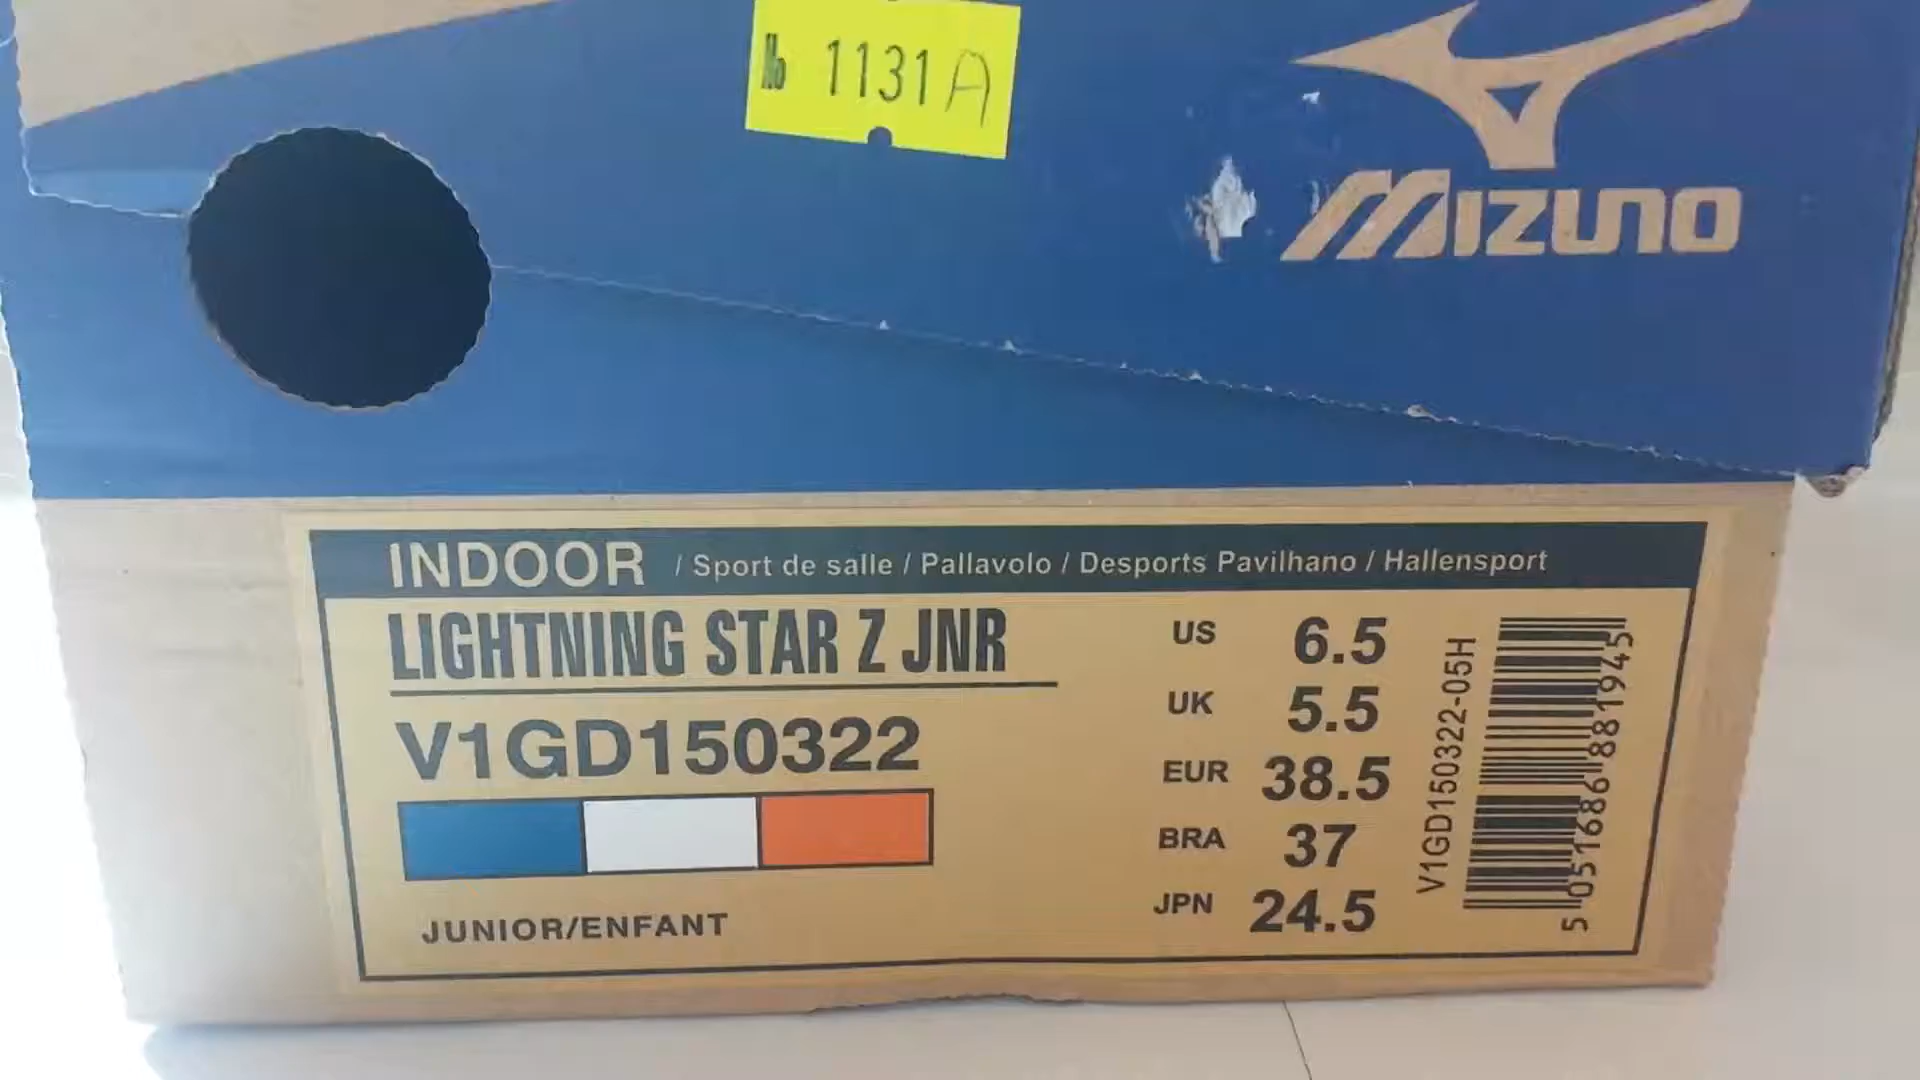 № 1131 A
MIZUNO
INDOOR / Sport de salle / Pallavolo / Desports Pavilhano / Hallensport
LIGHTNING STAR Z JNR
V1GD150322
JUNIOR/ENFANT
US 6.5
UK 5.5
EUR 38.5
BRA 37
JPN 24.5
V1GD150322-05H
5 051686 881945